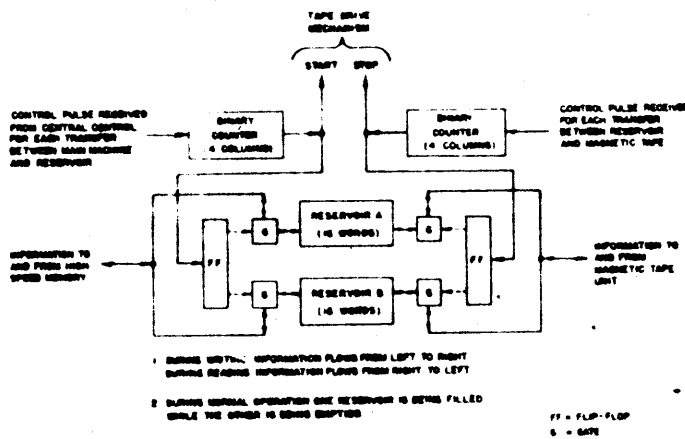 TAPE DRIVE
MECHANISM
START STOP
CONTROL PULSE RECEIVED
FROM CENTRAL CONTROL
FOR EACH TRANSFER
BETWEEN MAIN MACHINE
AND RESERVOIR
BINARY
COUNTER
(4 COLUMNS)
BINARY
COUNTER
(4 COLUMNS)
CONTROL PULSE RECEIVED
FOR EACH TRANSFER
BETWEEN RESERVOIR
AND MAGNETIC TAPE
INFORMATION TO
AND FROM HIGH
SPEED MEMORY
FF
G
RESERVOIR A
(16 WORDS)
G
G
RESERVOIR B
(16 WORDS)
G
FF
INFORMATION TO
AND FROM
MAGNETIC TAPE
UNIT
1 DURING WRITING INFORMATION FLOWS FROM LEFT TO RIGHT
DURING READING INFORMATION FLOWS FROM RIGHT TO LEFT
2 DURING NORMAL OPERATION ONE RESERVOIR IS BEING FILLED
WHILE THE OTHER IS BEING EMPTIED
FF = FLIP-FLOP
G = GATE